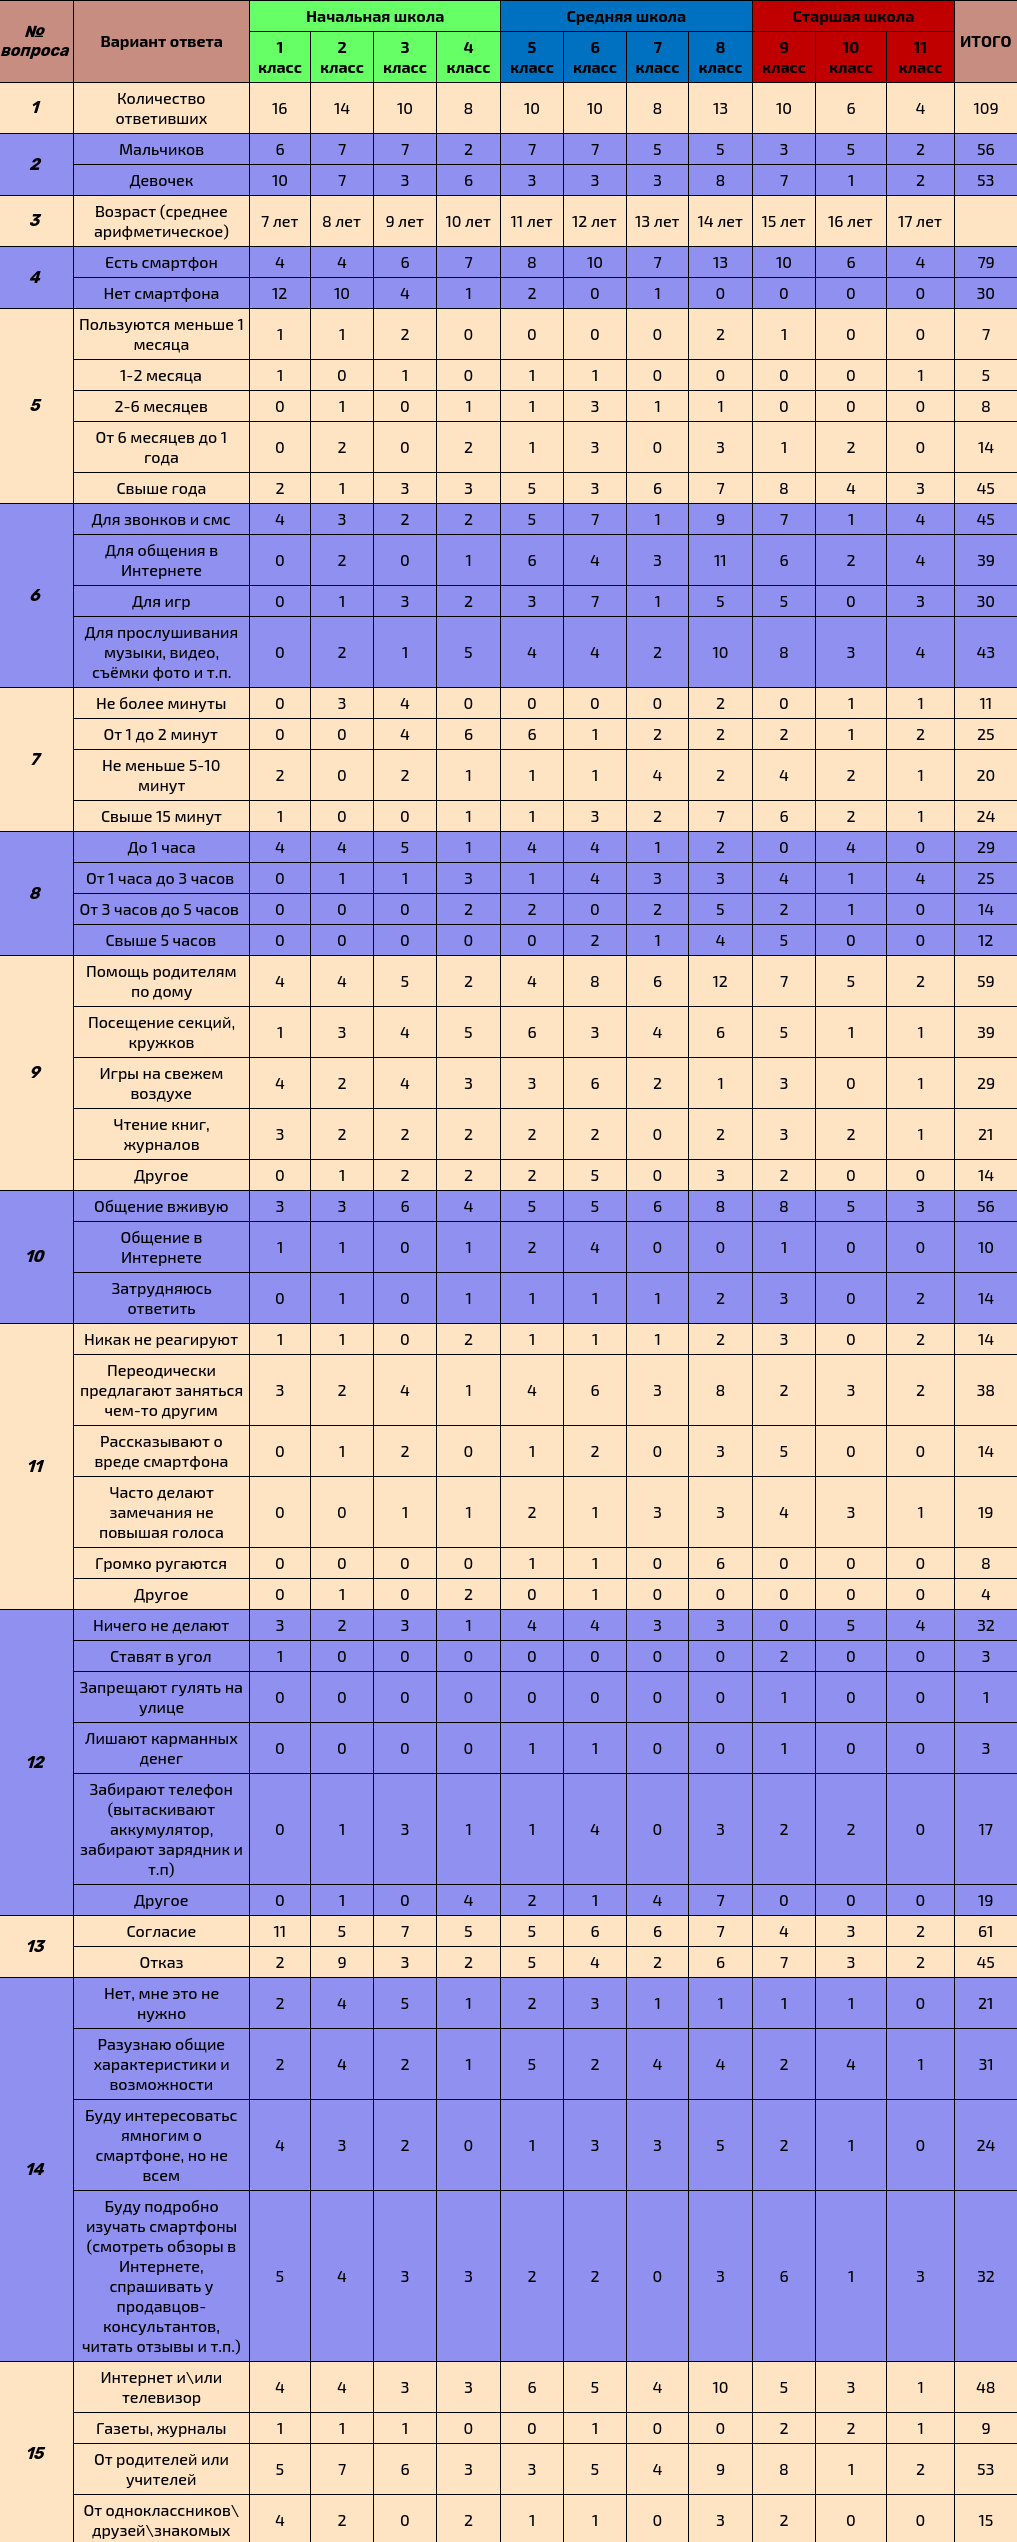 № вопроса Вариант ответа Начальная школа Средняя школа Старшая школа ИТОГО
1 класс 2 класс 3 класс 4 класс 5 класс 6 класс 7 класс 8 класс 9 класс 10 класс 11 класс
1 Количество ответивших 16 14 10 8 10 10 8 13 10 6 4 109
2 Мальчиков 6 7 7 2 7 7 5 5 3 5 2 56
Девочек 10 7 3 6 3 3 3 8 7 1 2 53
3 Возраст (среднее арифметическое) 7 лет 8 лет 9 лет 10 лет 11 лет 12 лет 13 лет 14 лет 15 лет 16 лет 17 лет
4 Есть смартфон 4 4 6 7 8 10 7 13 10 6 4 79
Нет смартфона 12 10 4 1 2 0 1 0 0 0 0 30
5 Пользуются меньше 1 месяца 1 1 2 0 0 0 0 2 1 0 0 7
1-2 месяца 1 0 1 0 1 1 0 0 0 0 1 5
2-6 месяцев 0 1 0 1 1 3 1 1 0 0 0 8
От 6 месяцев до 1 года 0 2 0 2 1 3 0 3 1 2 0 14
Свыше года 2 1 3 3 5 3 6 7 8 4 3 45
6 Для звонков и смс 4 3 2 2 5 7 1 9 7 1 4 45
Для общения в Интернете 0 2 0 1 6 4 3 11 6 2 4 39
Для игр 0 1 3 2 3 7 1 5 5 0 3 30
Для прослушивания музыки, видео, съёмки фото и т.п. 0 2 1 5 4 4 2 10 8 3 4 43
7 Не более минуты 0 3 4 0 0 0 0 2 0 1 1 11
От 1 до 2 минут 0 0 4 6 6 1 2 2 2 1 2 25
Не меньше 5-10 минут 2 0 2 1 1 1 4 2 4 2 1 20
Свыше 15 минут 1 0 0 1 1 3 2 7 6 2 1 24
8 До 1 часа 4 4 5 1 4 4 1 2 0 4 0 29
От 1 часа до 3 часов 0 1 1 3 1 4 3 3 4 1 4 25
От 3 часов до 5 часов 0 0 0 2 2 0 2 5 2 1 0 14
Свыше 5 часов 0 0 0 0 0 2 1 4 5 0 0 12
9 Помощь родителям по дому 4 4 5 2 4 8 6 12 7 5 2 59
Посещение секций, кружков 1 3 4 5 6 3 4 6 5 1 1 39
Игры на свежем воздухе 4 2 4 3 3 6 2 1 3 0 1 29
Чтение книг, журналов 3 2 2 2 2 2 0 2 3 2 1 21
Другое 0 1 2 2 2 5 0 3 2 0 0 14
10 Общение вживую 3 3 6 4 5 5 6 8 8 5 3 56
Общение в Интернете 1 1 0 1 2 4 0 0 1 0 0 10
Затрудняюсь ответить 0 1 0 1 1 1 1 2 3 0 2 14
11 Никак не реагируют 1 1 0 2 1 1 1 2 3 0 2 14
Переодически предлагают заняться чем-то другим 3 2 4 1 4 6 3 8 2 3 2 38
Рассказывают о вреде смартфона 0 1 2 0 1 2 0 3 5 0 0 14
Часто делают замечания не повышая голоса 0 0 1 1 2 1 3 3 4 3 1 19
Громко ругаются 0 0 0 0 1 1 0 6 0 0 0 8
Другое 0 1 0 2 0 1 0 0 0 0 0 4
12 Ничего не делают 3 2 3 1 4 4 3 3 0 5 4 32
Ставят в угол 1 0 0 0 0 0 0 0 2 0 0 3
Запрещают гулять на улице 0 0 0 0 0 0 0 0 1 0 0 1
Лишают карманных денег 0 0 0 0 1 1 0 0 1 0 0 3
Забирают телефон (вытаскивают аккумулятор, забирают зарядник и т.п) 0 1 3 1 1 4 0 3 2 2 0 17
Другое 0 1 0 4 2 1 4 7 0 0 0 19
13 Согласие 11 5 7 5 5 6 6 7 4 3 2 61
Отказ 2 9 3 2 5 4 2 6 7 3 2 45
14 Нет, мне это не нужно 2 4 5 1 2 3 1 1 1 1 0 21
Разузнаю общие характеристики и возможности 2 4 2 1 5 2 4 4 2 4 1 31
Буду интересоватьс ямногим о смартфоне, но не всем 4 3 2 0 1 3 3 5 2 1 0 24
Буду подробно изучать смартфоны (смотреть обзоры в Интернете, спрашивать у продавцов-консультантов, читать отзывы и т.п.) 5 4 3 3 2 2 0 3 6 1 3 32
15 Интернет и\или телевизор 4 4 3 3 6 5 4 10 5 3 1 48
Газеты, журналы 1 1 1 0 0 1 0 0 2 2 1 9
От родителей или учителей 5 7 6 3 3 5 4 9 8 1 2 53
От одноклассников\друзей\знакомых 4 2 0 2 1 1 0 3 2 0 0 15